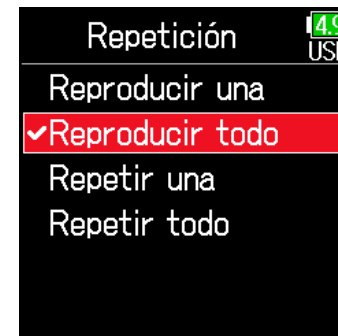 Repetición
Reproducir una
Reproducir todo
Repetir una
Repetir todo